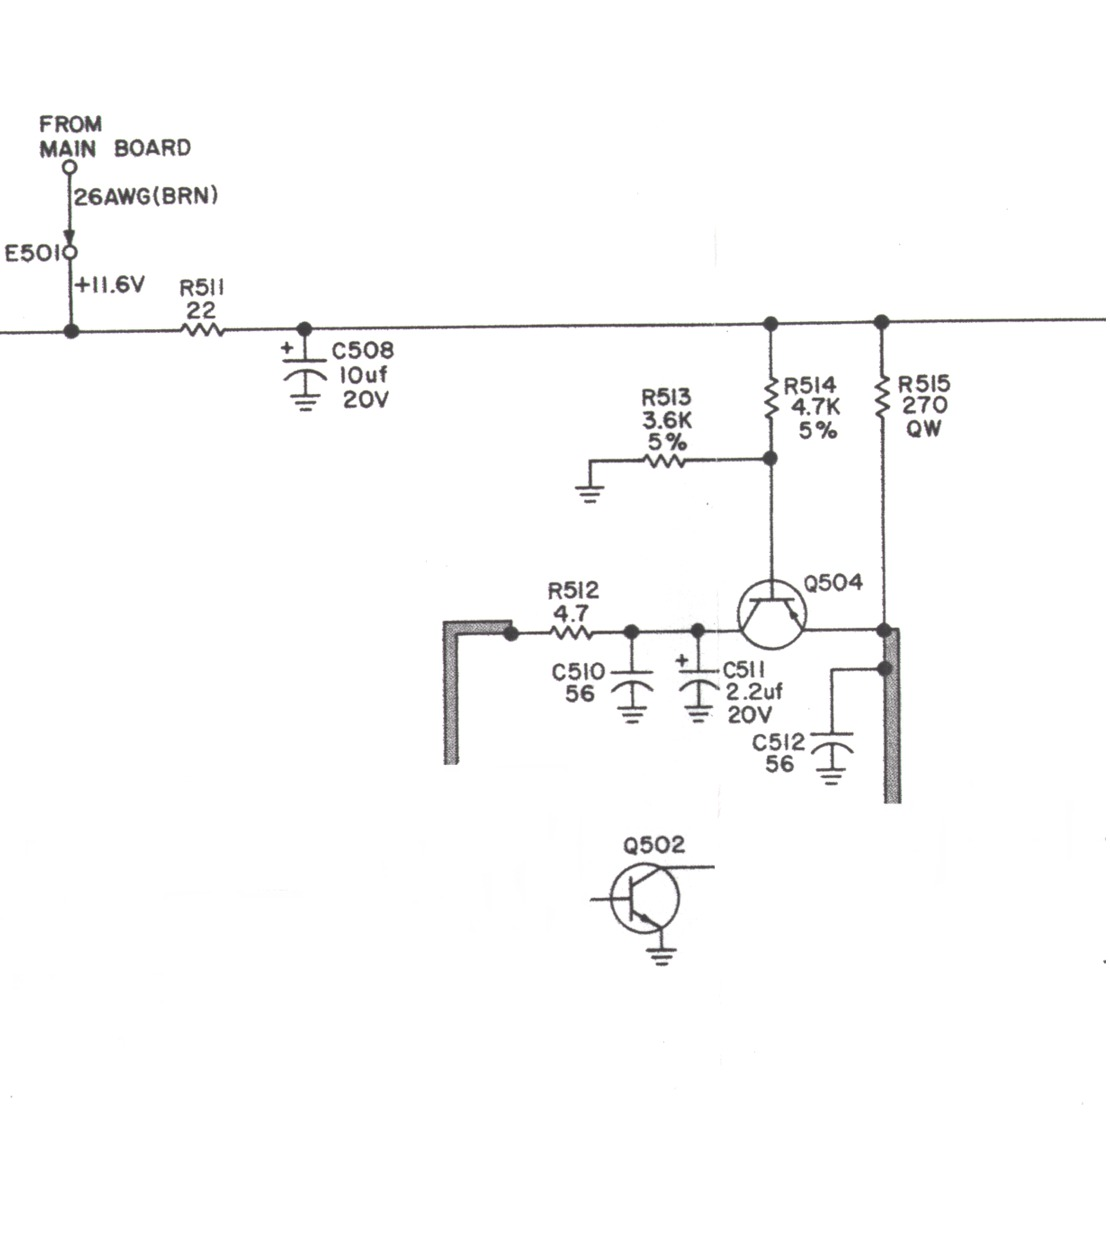 FROM
MAIN BOARD
26AWG(BRN)
E501
+11.6V
R511
22
+
C508
10uf
20V
R513
3.6K
5%
R514
4.7K
5%
R515
270
QW
Q504
R512
4.7
C510
56
+
C511
2.2uf
20V
C512
56
Q502